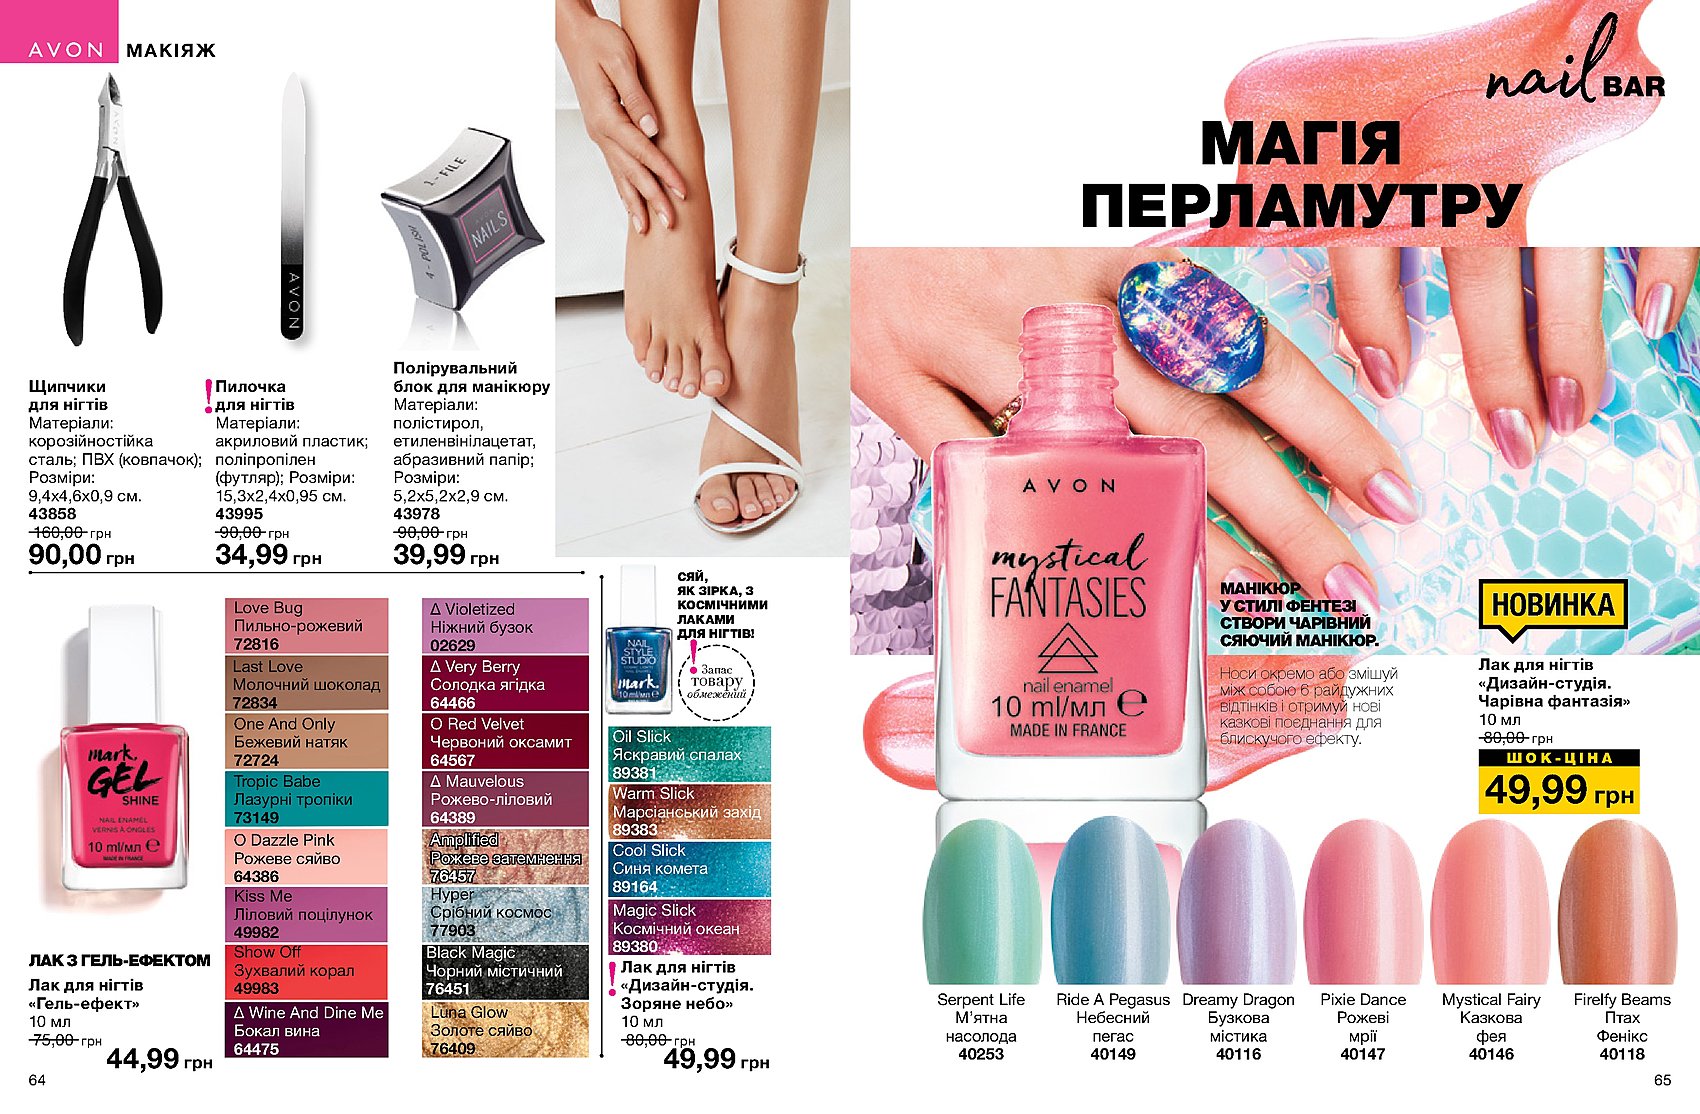 AVON МАКІЯЖ
AVON
AVON
1 - FILE
4 - POLISH
AVON
NAILS
Щипчики
для нігтів
Матеріали:
корозійностійка
сталь; ПВХ (ковпачок);
Розміри:
9,4х4,6х0,9 см.
43858
160,00 грн
90,00 грн
! Пилочка
для нігтів
Матеріали:
акриловий пластик;
поліпропілен
(футляр); Розміри:
15,3х2,4х0,95 см.
43995
90,00 грн
34,99 грн
Полірувальний
блок для манікюру
Матеріали:
полістирол,
етиленвінілацетат,
абразивний папір;
Розміри:
5,2х5,2х2,9 см.
43978
90,00 грн
39,99 грн
mark.
GEL
SHINE
NAIL ENAMEL
VERNIS À ONGLES
10 ml/мл ℮
MADE IN FRANCE
ЛАК З ГЕЛЬ-ЕФЕКТОМ
Лак для нігтів
«Гель-ефект»
10 мл
75,00 грн
44,99 грн
Love Bug
Пильно-рожевий
72816
Last Love
Молочний шоколад
72834
One And Only
Бежевий натяк
72724
Tropic Babe
Лазурні тропіки
73149
O Dazzle Pink
Рожеве сяйво
64386
Kiss Me
Ліловий поцілунок
49982
Show Off
Зухвалий корал
49983
Δ Wine And Dine Me
Бокал вина
64475
Δ Violetized
Ніжний бузок
02629
Δ Very Berry
Солодка ягідка
64466
O Red Velvet
Червоний оксамит
64567
Δ Mauvelous
Рожево-ліловий
64389
Amplified
Рожеве затемнення
76457
Hyper
Срібний космос
77903
Black Magic
Чорний містичний
76451
Luna Glow
Золоте сяйво
76409
NAIL
STYLE
STUDIO
mark.
10 ml/мл ℮
СЯЙ,
ЯК ЗІРКА, З
КОСМІЧНИМИ
ЛАКАМИ
ДЛЯ НІГТІВ!
! Запас
товару
обмежений
Oil Slick
Яскравий спалах
89381
Warm Slick
Марсіанський захід
89383
Cool Slick
Синя комета
89164
Magic Slick
Космічний океан
89380
! Лак для нігтів
«Дизайн-студія.
Зоряне небо»
10 мл
80,00 грн
49,99 грн
64
nail BAR
МАГІЯ
ПЕРЛАМУТРУ
AVON
mystical
FANTASIES
nail enamel
10 ml/мл ℮
MADE IN FRANCE
МАНІКЮР
У СТИЛІ ФЕНТЕЗІ
СТВОРИ ЧАРІВНИЙ
СЯЮЧИЙ МАНІКЮР.
Носи окремо або змішуй
між собою 6 райдужних
відтінків і отримуй нові
казкові поєднання для
блискучого ефекту.
НОВИНКА
Лак для нігтів
«Дизайн-студія.
Чарівна фантазія»
10 мл
80,00 грн
ШОК-ЦІНА
49,99 грн
Serpent Life
М'ятна
насолода
40253
Ride A Pegasus
Небесний
пегас
40149
Dreamy Dragon
Бузкова
містика
40116
Pixie Dance
Рожеві
мрії
40147
Mystical Fairy
Казкова
фея
40146
Firelfy Beams
Птах
Фенікс
40118
65